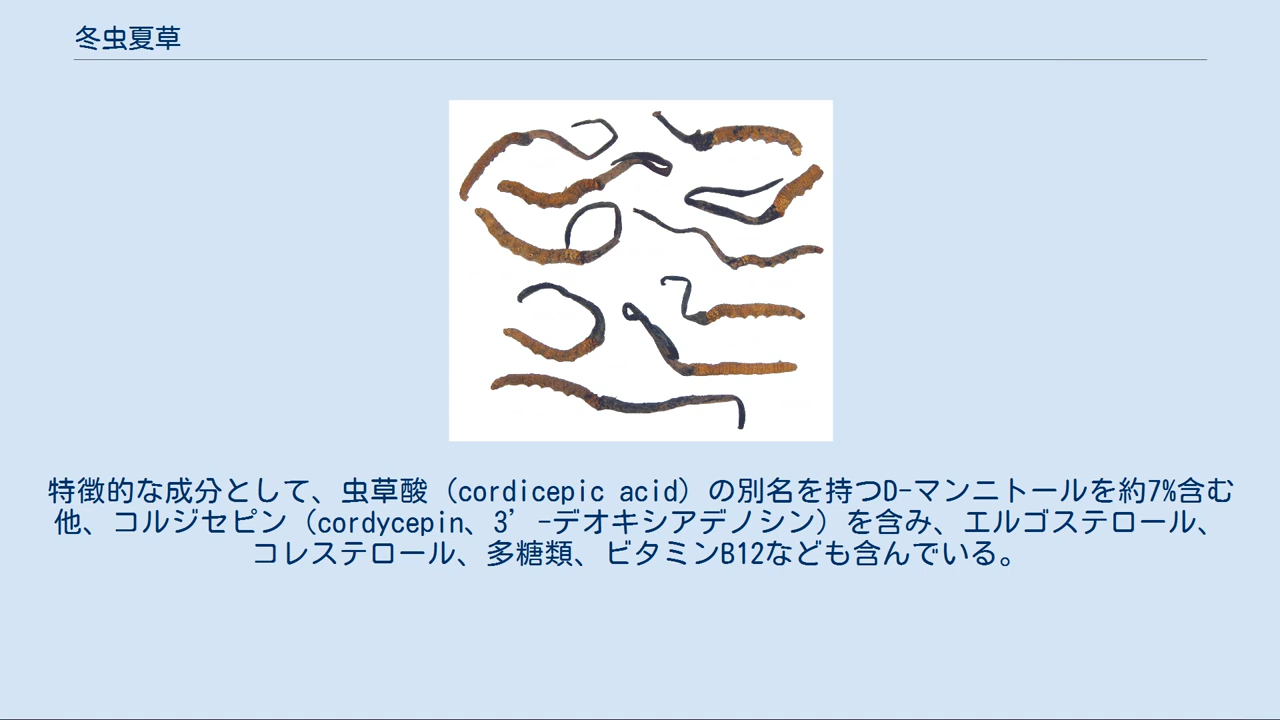 冬虫夏草
特徴的な成分として、虫草酸（cordicepic acid）の別名を持つD-マンニトールを約7%含む
他、コルジセピン（cordycepin、3’-デオキシアデノシン）を含み、エルゴステロール、
コレステロール、多糖類、ビタミンB12なども含んでいる。